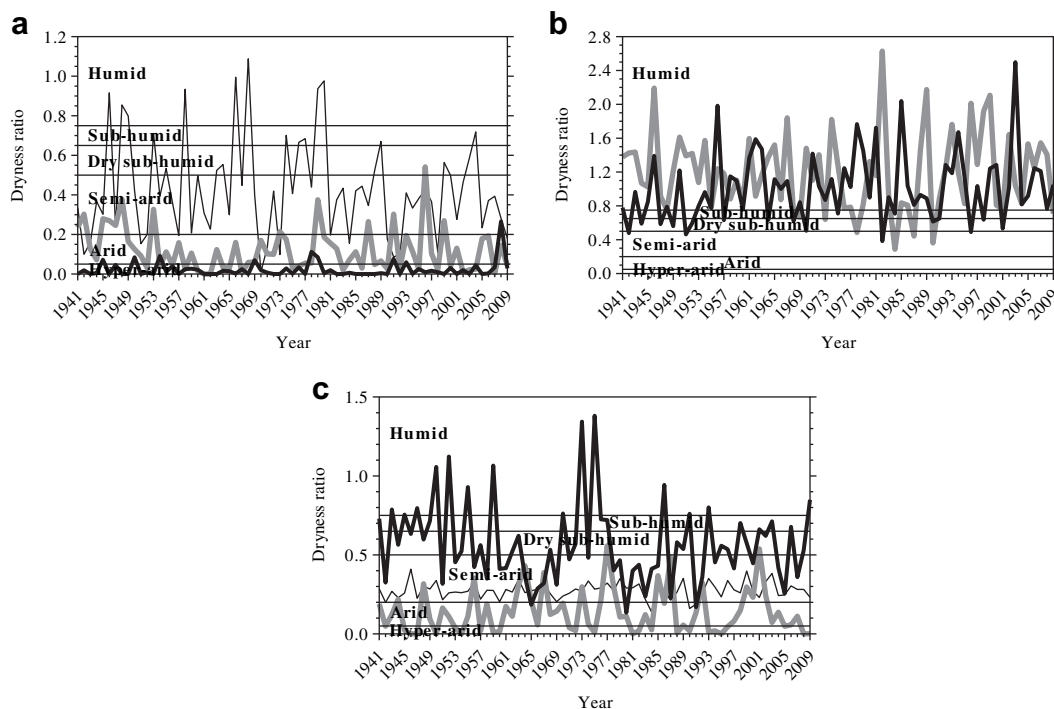 a
1.2
1.0
0.8
0.6
0.4
0.2
0.0
Dryness ratio
Humid
Sub-humid
Dry sub-humid
Semi-arid
Arid
Hyper-arid
1941 1945 1949 1953 1957 1961 1965 1969 1973 1977 1981 1985 1989 1993 1997 2001 2005 2009
Year
b
2.8
2.4
2.0
1.6
1.2
0.8
0.4
0.0
Dryness ratio
Humid
Sub-humid
Dry sub-humid
Semi-arid
Arid
Hyper-arid
1941 1945 1949 1953 1957 1961 1965 1969 1973 1977 1981 1985 1989 1993 1997 2001 2005 2009
Year
c
1.5
1.0
0.5
0.0
Dryness ratio
Humid
Sub-humid
Dry sub-humid
Semi-arid
Arid
Hyper-arid
1941 1945 1949 1953 1957 1961 1965 1969 1973 1977 1981 1985 1989 1993 1997 2001 2005 2009
Year